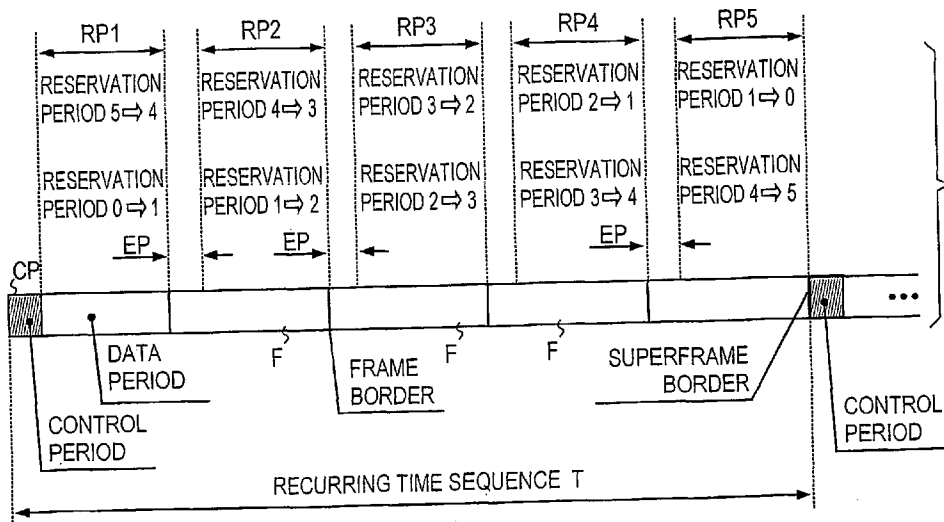 RP1 RP2 RP3 RP4 RP5
RESERVATION PERIOD 5⇨4
RESERVATION PERIOD 4⇨3
RESERVATION PERIOD 3⇨2
RESERVATION PERIOD 2⇨1
RESERVATION PERIOD 1⇨0
RESERVATION PERIOD 0⇨1
RESERVATION PERIOD 1⇨2
RESERVATION PERIOD 2⇨3
RESERVATION PERIOD 3⇨4
RESERVATION PERIOD 4⇨5
EP EP EP
CP
•••
F F F
DATA PERIOD
FRAME BORDER
SUPERFRAME BORDER
CONTROL PERIOD
CONTROL PERIOD
RECURRING TIME SEQUENCE T